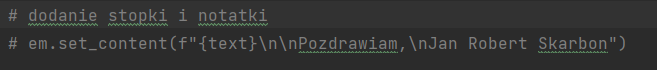 # dodanie stopki i notatki
# em.set_content(f"{text}\n\nPozdrawiam,\nJan Robert Skarbon")